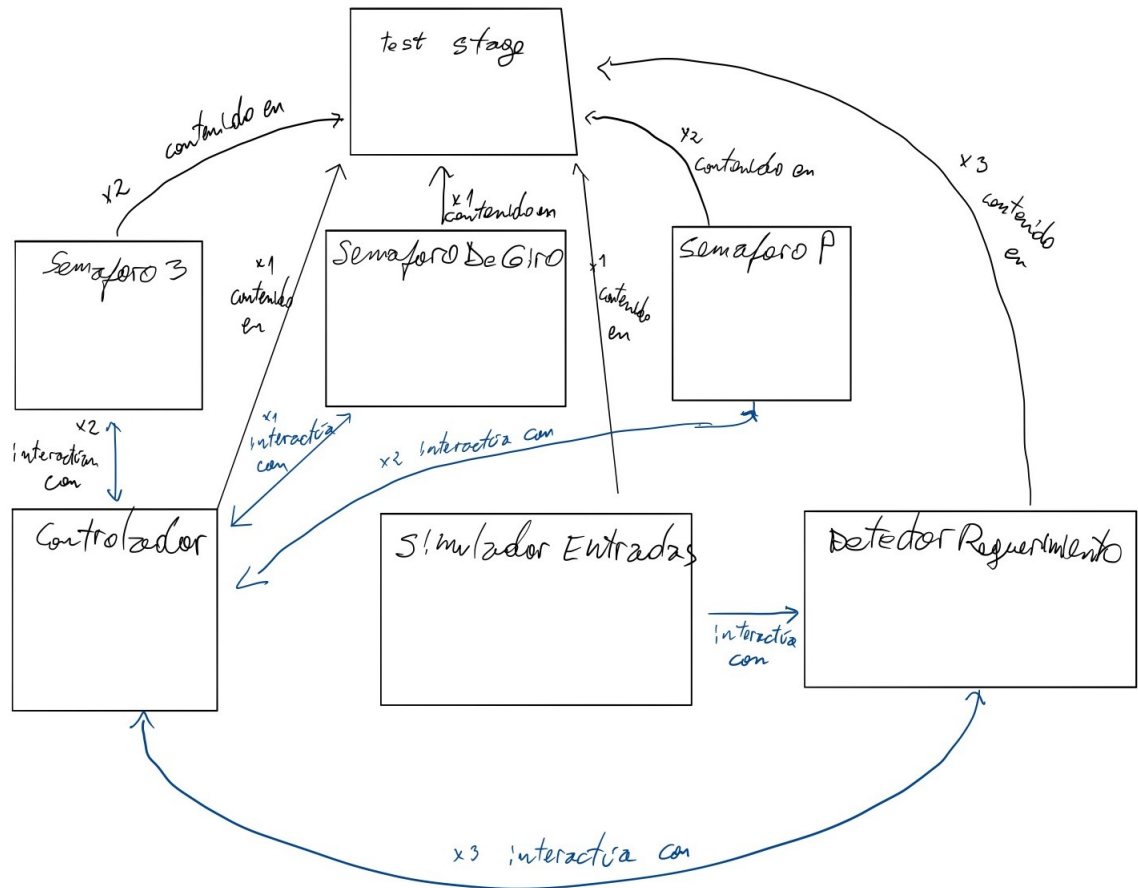 test stage
contenido en
x2
x1
contenido en
x2
contenido en
x3
contenido
en
Semaforo 3
x1
contenido
en
SemaforoDeGiro
x1
contenido
en
Semaforo P
x2
interactúan
con
x1
interactúa
con
x2 interactúa con
Controlador
Simulador Entradas
Detector Requerimiento
interactúa
con
x3 interactúa con